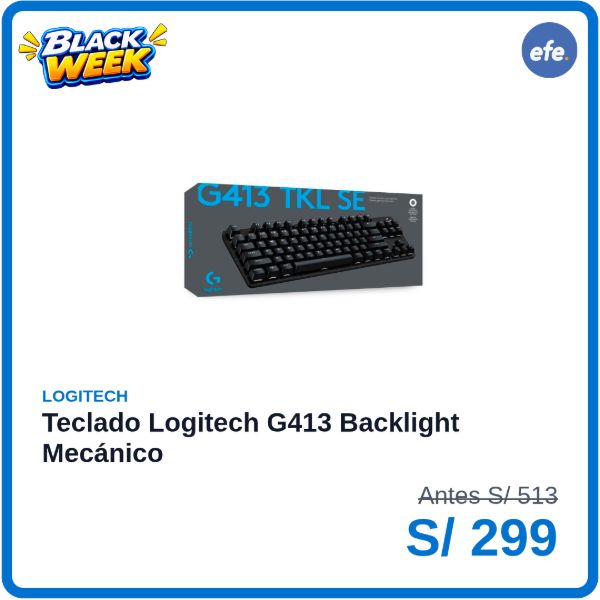 BLACK
WEEK
efe.
G413 TKL SE
LOGITECH
Teclado Logitech G413 Backlight
Mecánico
Antes S/ 513
S/ 299